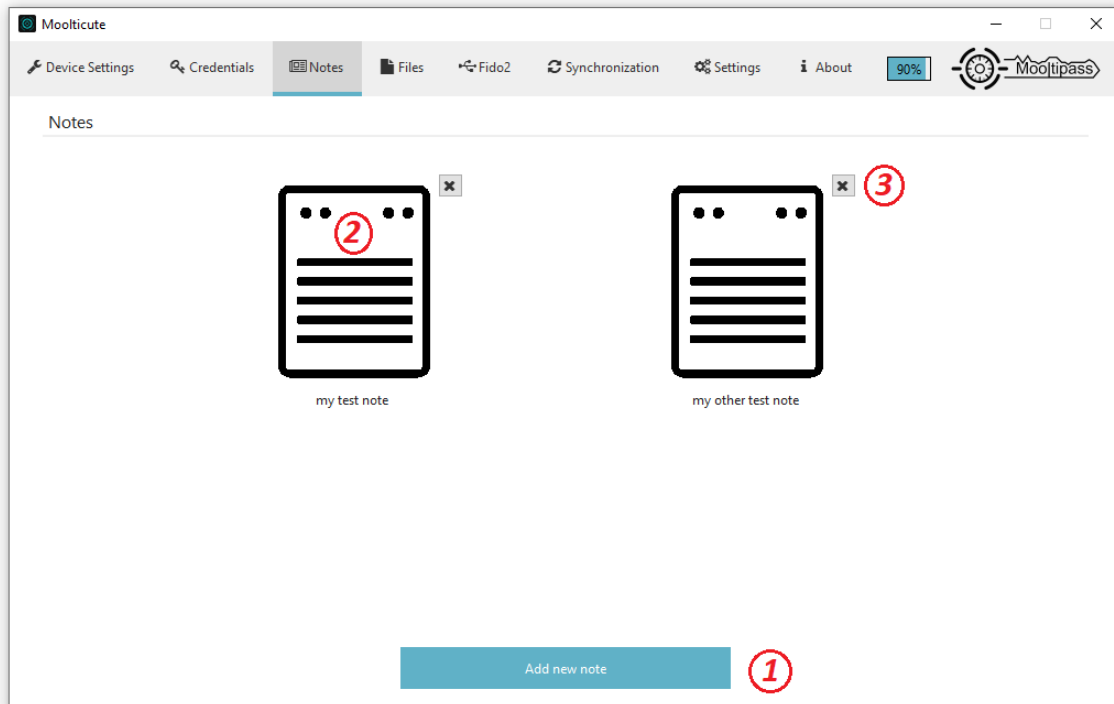 Moolticute
Device Settings Credentials Notes Files Fido2 Synchronization Settings i About 90% Mooltipass
Notes
3
2
my test note my other test note
Add new note 1